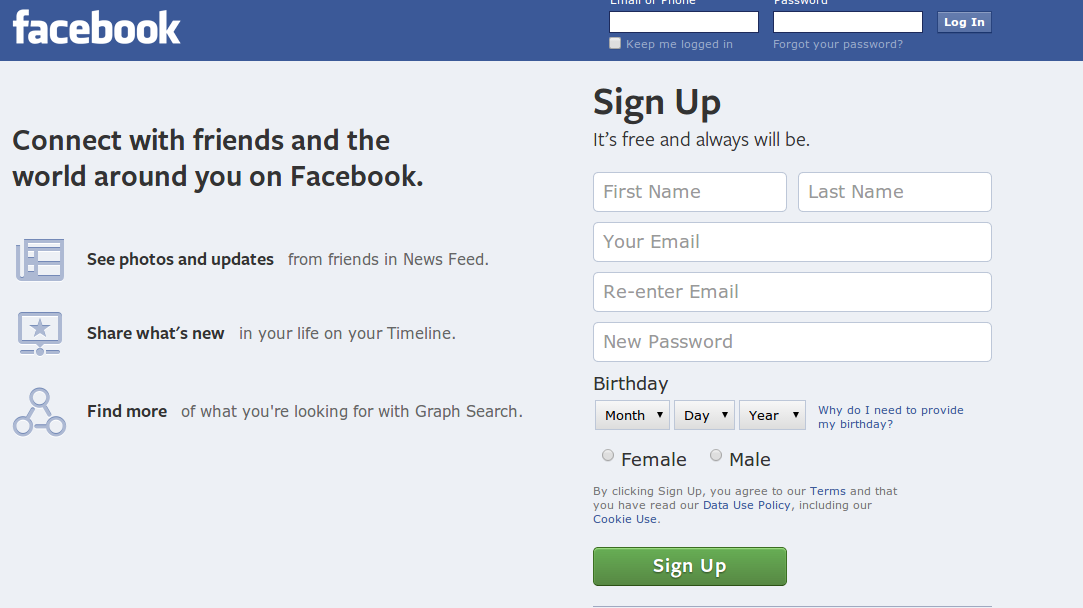 facebook
Email or Phone
Password
Log In
Keep me logged in
Forgot your password?
Connect with friends and the
world around you on Facebook.
See photos and updates from friends in News Feed.
Share what's new in your life on your Timeline.
Find more of what you're looking for with Graph Search.
Sign Up
It's free and always will be.
First Name
Last Name
Your Email
Re-enter Email
New Password
Birthday
Month
Day
Year
Why do I need to provide
my birthday?
Female
Male
By clicking Sign Up, you agree to our Terms and that
you have read our Data Use Policy, including our
Cookie Use.
Sign Up